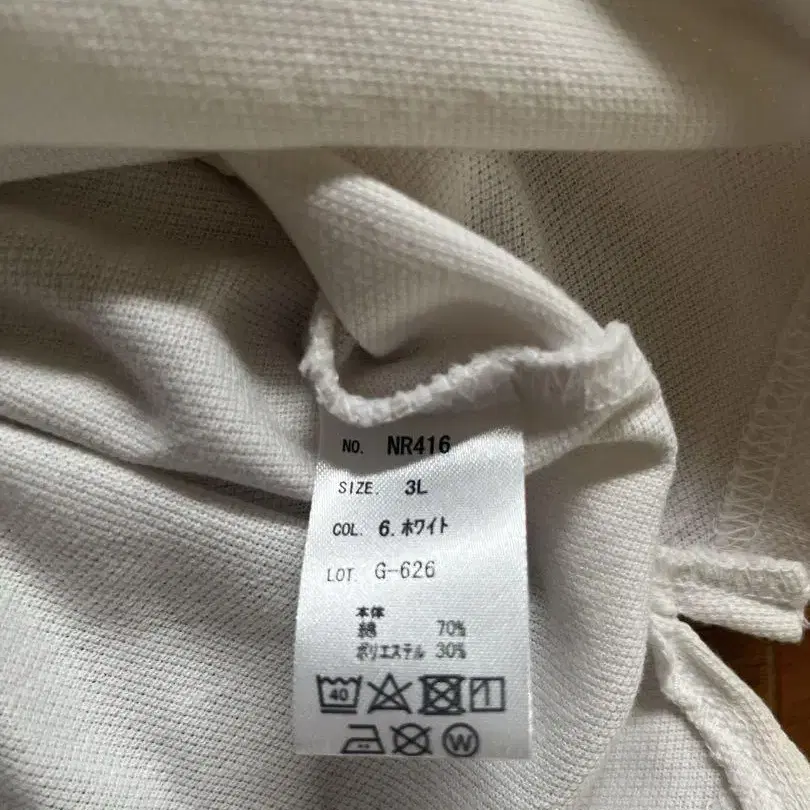 NO. NR416
SIZE. 3L
COL. 6.ホワイト
LOT. G-626
本体
綿 70%
ポリエステル 30%
40
W